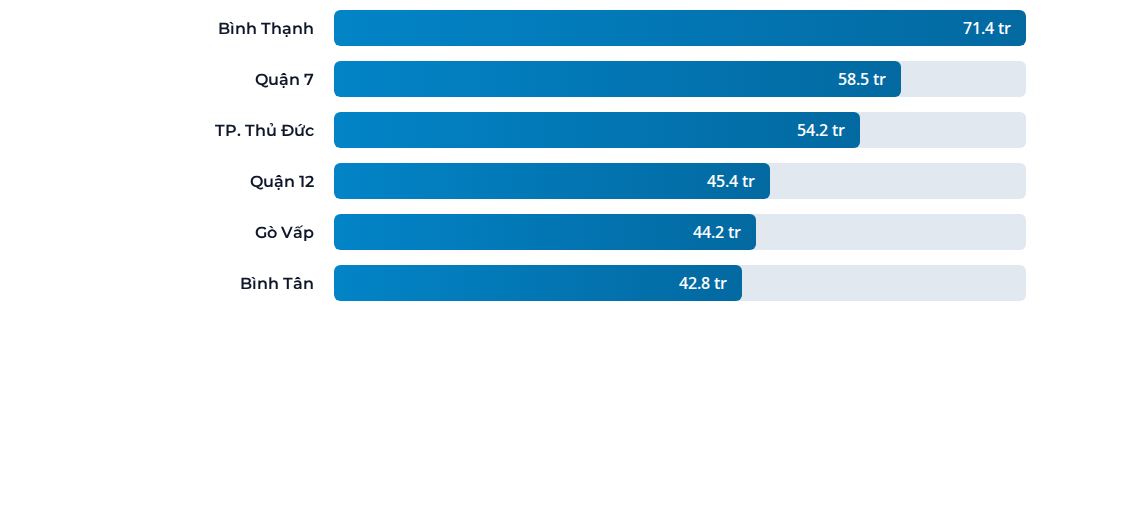 Bình Thạnh 71.4 tr
Quận 7 58.5 tr
TP. Thủ Đức 54.2 tr
Quận 12 45.4 tr
Gò Vấp 44.2 tr
Bình Tân 42.8 tr